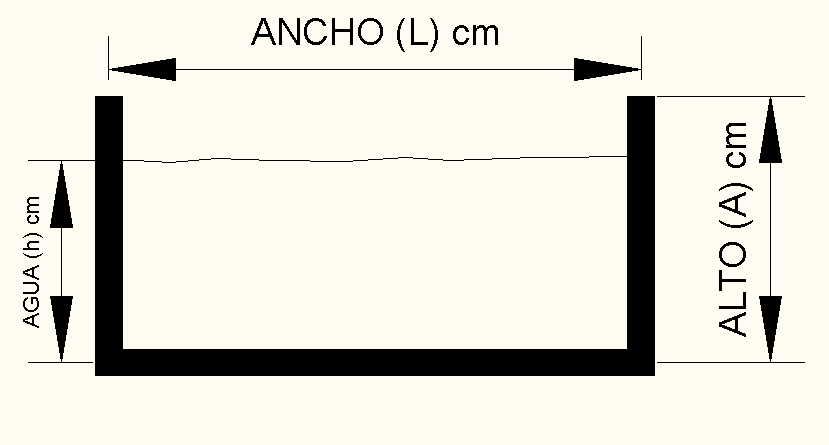 ANCHO (L) cm
AGUA (h) cm
ALTO (A) cm